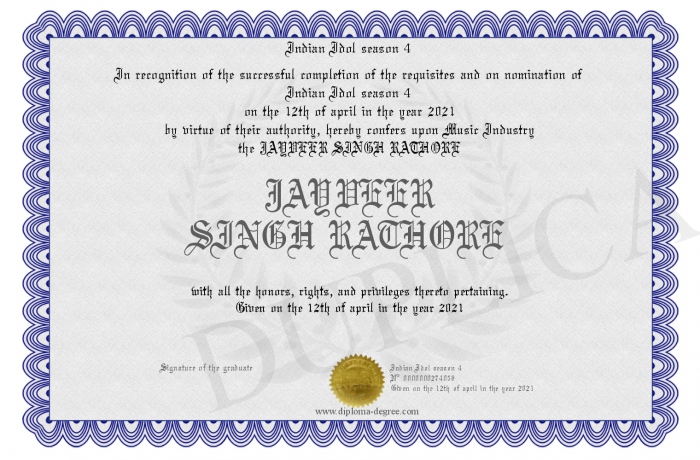 Indian Idol season 4
In recognition of the successful completion of the requisites and on nomination of
Indian Idol season 4
on the 12th of april in the year 2021
by virtue of their authority, hereby confers upon Music Industry
the JAYVEER SINGH RATHORE
JAYVEER
SINGH RATHORE
with all the honors, rights, and privileges thereto pertaining.
Given on the 12th of april in the year 2021
DUPLICA
Signature of the graduate
Indian Idol season 4
Given on the 12th of april in the year 2021
www.diploma-degree.com